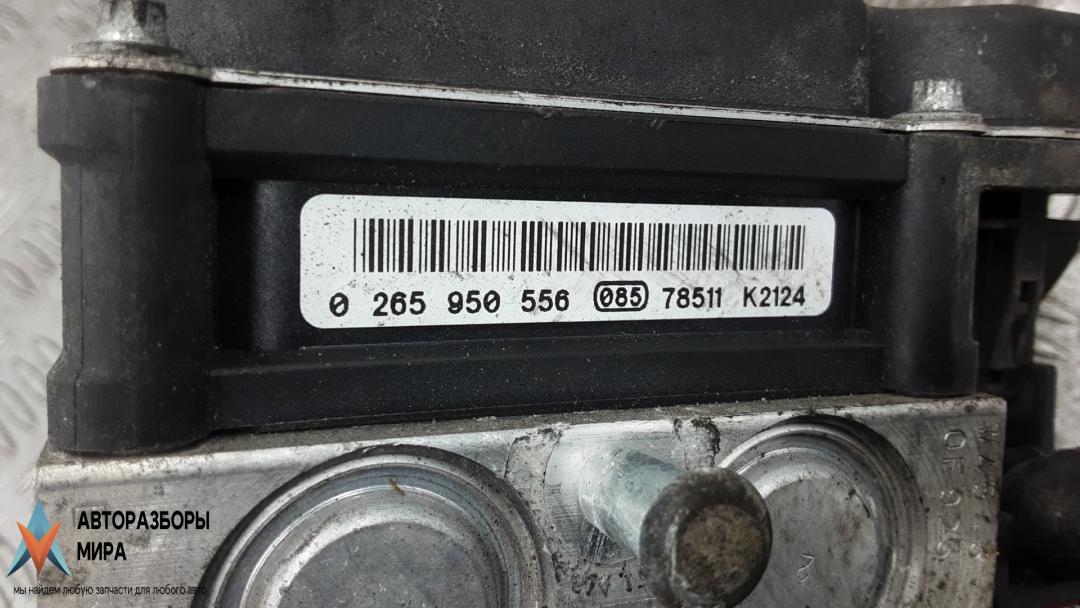 0 265 950 556 085 78511 K2124
АВТОРАЗБОРЫ
МИРА
мы найдем любую запчасти для любого авто